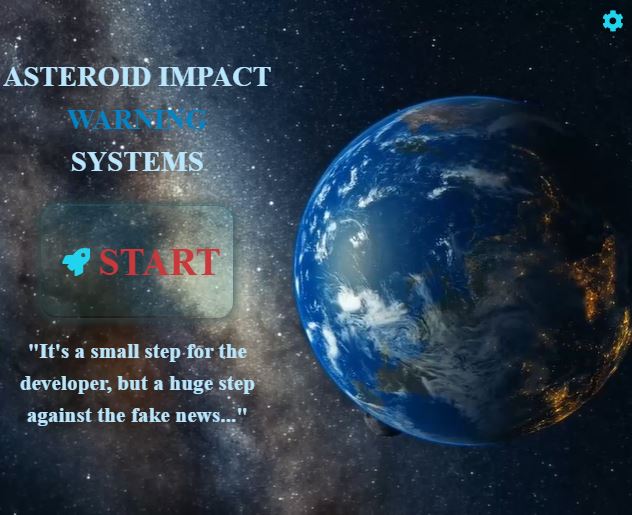 ASTEROID IMPACT
WARNING
SYSTEMS
START
"It's a small step for the
developer, but a huge step
against the fake news..."